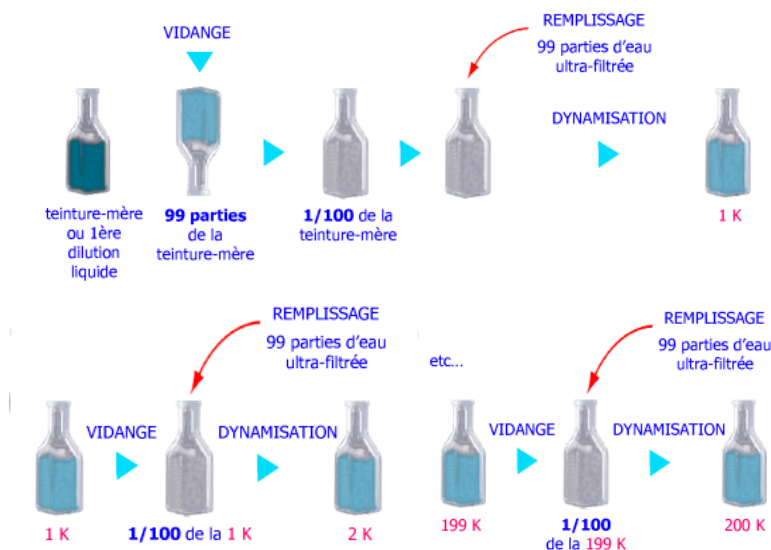 VIDANGE
REMPLISSAGE
99 parties d'eau
ultra-filtrée
DYNAMISATION
teinture-mère
ou 1ère
dilution
liquide
99 parties
de la
teinture-mère
1/100 de la
teinture-mère
1 K
REMPLISSAGE
99 parties d'eau
ultra-filtrée
VIDANGE
DYNAMISATION
1 K
1/100 de la 1 K
2 K
etc...
REMPLISSAGE
99 parties d'eau
ultra-filtrée
VIDANGE
DYNAMISATION
199 K
1/100
de la 199 K
200 K